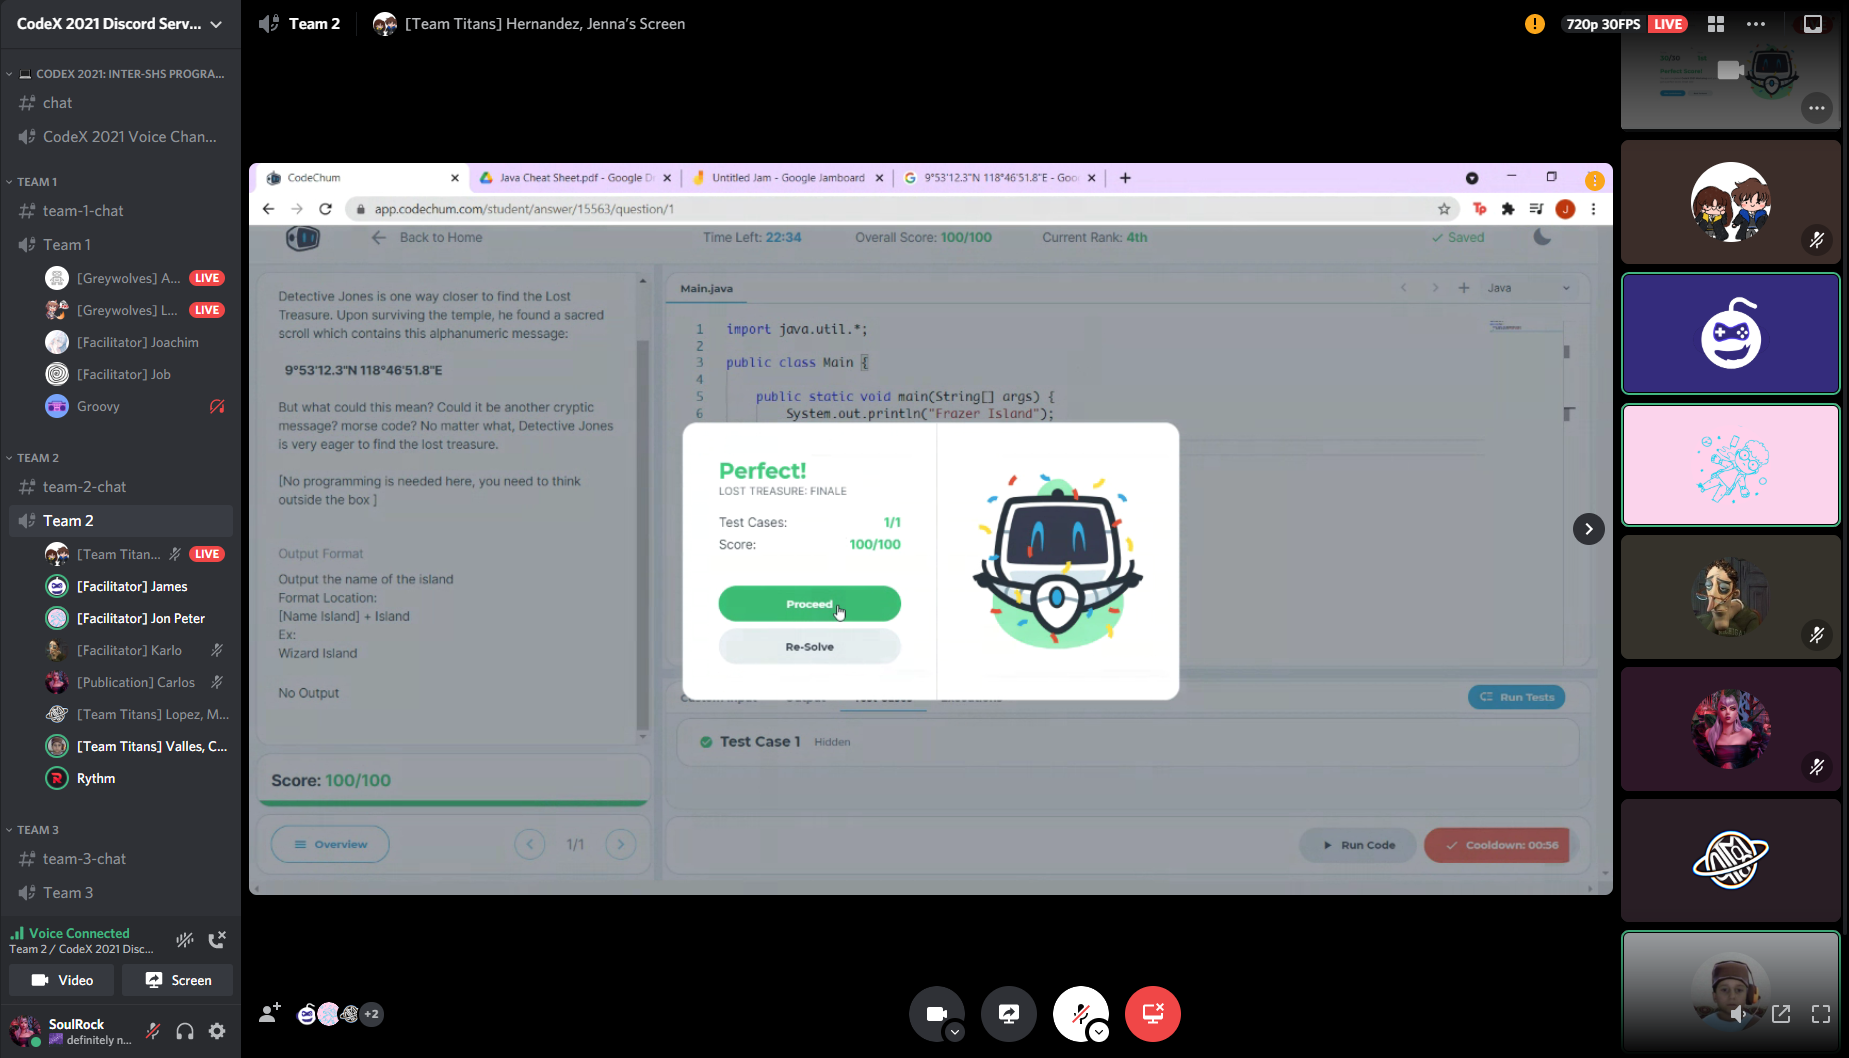 CodeX 2021 Discord Serv...
CODEX 2021: INTER-SHS PROGRA...
chat
CodeX 2021 Voice Chan...
TEAM 1
team-1-chat
Team 1
[Greywolves] A... LIVE
[Greywolves] L... LIVE
[Facilitator] Joachim
[Facilitator] Job
Groovy
TEAM 2
team-2-chat
Team 2
[Team Titan... LIVE
[Facilitator] James
[Facilitator] Jon Peter
[Facilitator] Karlo
[Publication] Carlos
[Team Titans] Lopez, M...
[Team Titans] Valles, C...
Rythm
TEAM 3
team-3-chat
Team 3
Voice Connected
Team 2 / CodeX 2021 Disc...
Video Screen
SoulRock
definitely n...
Team 2 [Team Titans] Hernandez, Jenna's Screen
720p 30FPS LIVE
CodeChum Java Cheat Sheet.pdf - Google Dr Untitled Jam - Google Jamboard 9°53'12.3"N 118°46'51.8"E - Goo
app.codechum.com/student/answer/15563/question/1
Tp J
Back to Home Time Left: 22:34 Overall Score: 100/100 Current Rank: 4th Saved
Detective Jones is one way closer to find the Lost
Treasure. Upon surviving the temple, he found a sacred
scroll which contains this alphanumeric message:
9°53'12.3"N 118°46'51.8"E
But what could this mean? Could it be another cryptic
message? morse code? No matter what, Detective Jones
is very eager to find the lost treasure.
[No programming is needed here, you need to think
outside the box ]
Output Format
Output the name of the island
Format Location:
[Name Island] + Island
Ex:
Wizard Island
No Output
Score: 100/100
Overview 1/1
Main.java Java
1 import java.util.*;
2
3 public class Main {
4
5 public static void main(String[] args) {
6 System.out.println("Frazer Island");
Perfect!
LOST TREASURE: FINALE
Test Cases: 1/1
Score: 100/100
Proceed
Re-Solve
Run Tests
Test Case 1 Hidden
Run Code Cooldown: 00:56
+2